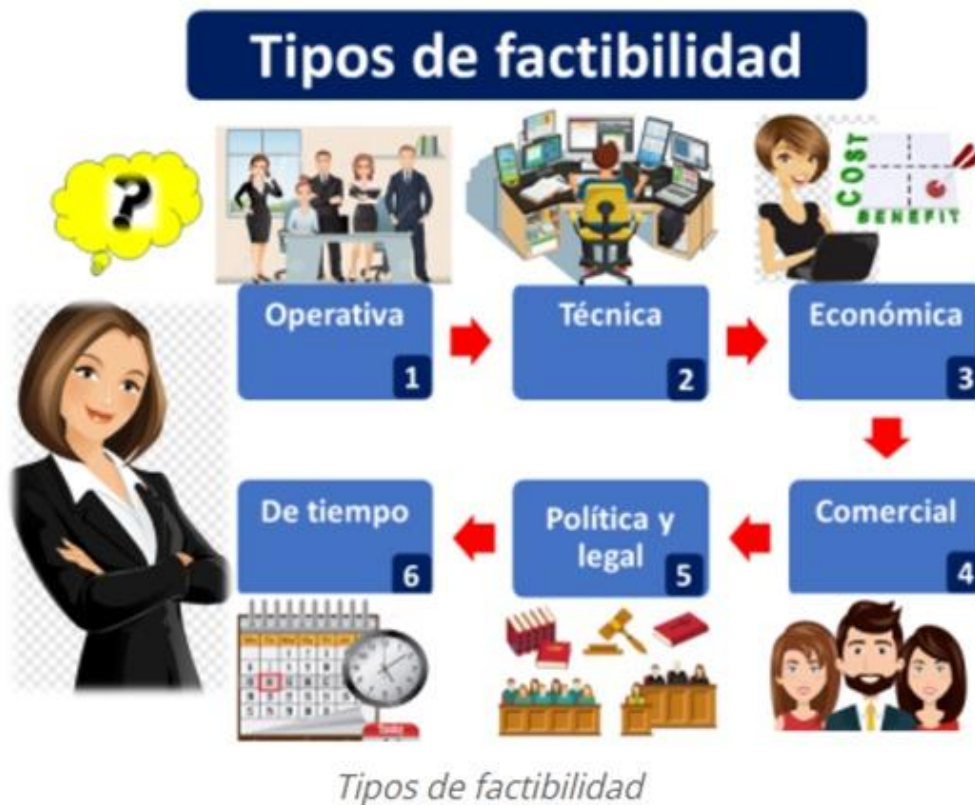 Tipos de factibilidad
?
COST
BENEFIT
Operativa
1
Técnica
2
Económica
3
De tiempo
6
Política y
legal
5
Comercial
4
Tipos de factibilidad